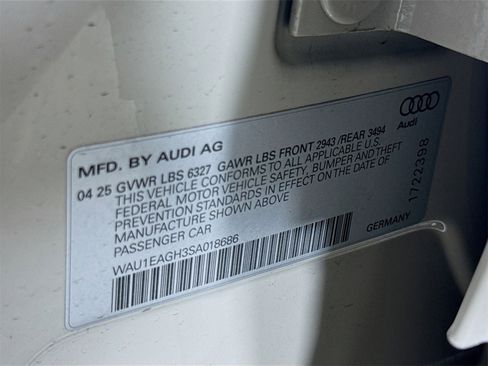 MFD. BY AUDI AG
04 25 GVWR LBS 6327 GAWR LBS FRONT 2943 /REAR 3494
THIS VEHICLE CONFORMS TO ALL APPLICABLE U.S.
FEDERAL MOTOR VEHICLE SAFETY, BUMPER AND THEFT
PREVENTION STANDARDS IN EFFECT ON THE DATE OF
MANUFACTURE SHOWN ABOVE
PASSENGER CAR
WAU1EAGH3SA018686
GERMANY
Audi
1722398